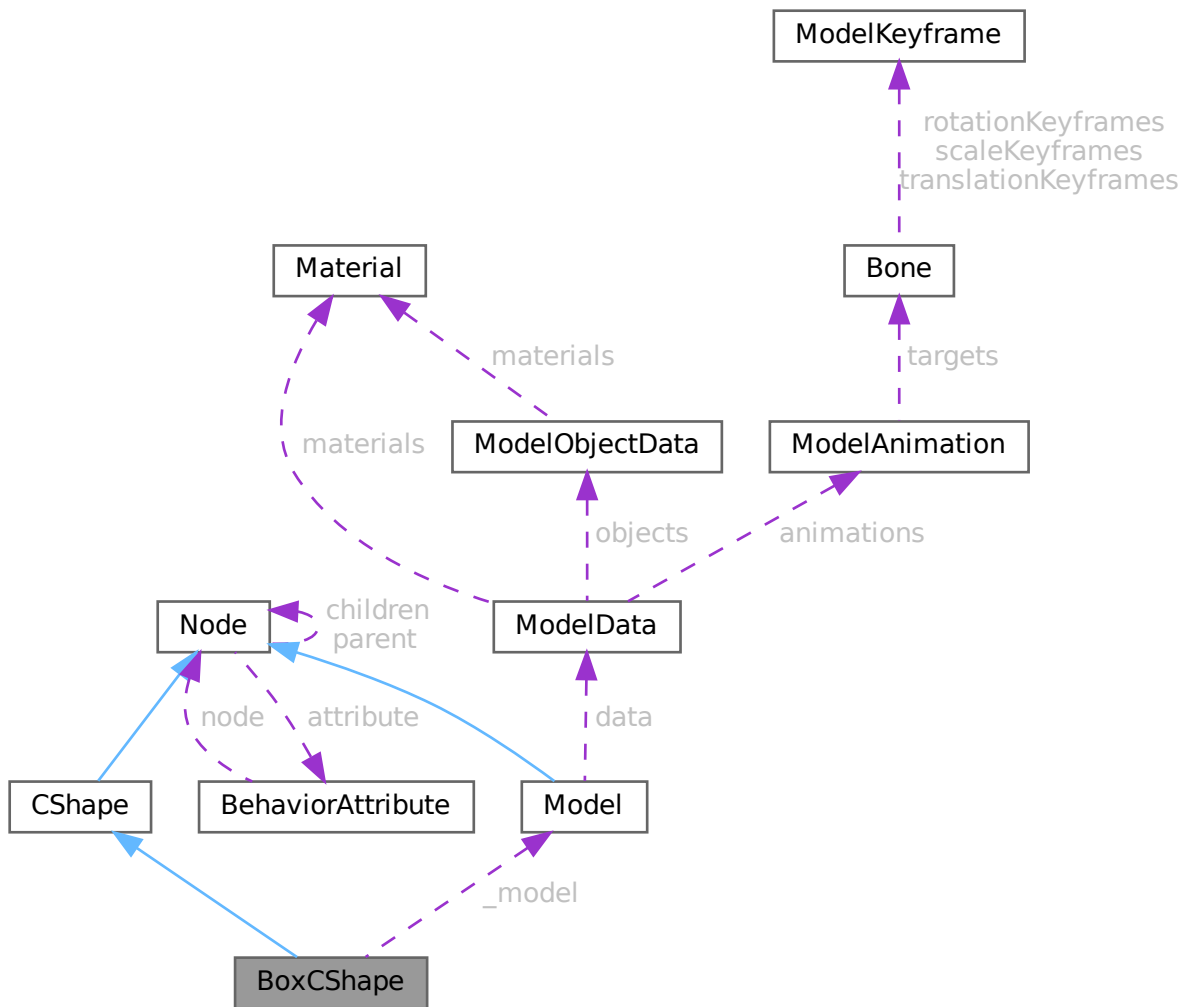 ModelKeyframe
rotationKeyframes
scaleKeyframes
translationKeyframes
Material
Bone
materials
targets
materials
ModelObjectData
ModelAnimation
objects
animations
Node
children
parent
ModelData
node
attribute
data
CShape
BehaviorAttribute
Model
_model
BoxCShape